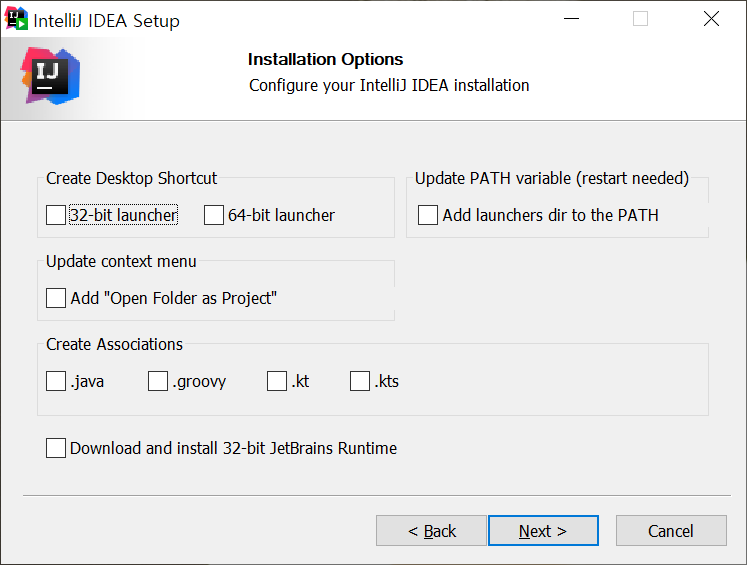 IntelliJ IDEA Setup
IJ
Installation Options
Configure your IntelliJ IDEA installation
Create Desktop Shortcut
32-bit launcher
64-bit launcher
Update PATH variable (restart needed)
Add launchers dir to the PATH
Update context menu
Add "Open Folder as Project"
Create Associations
.java
.groovy
.kt
.kts
Download and install 32-bit JetBrains Runtime
< Back
Next >
Cancel